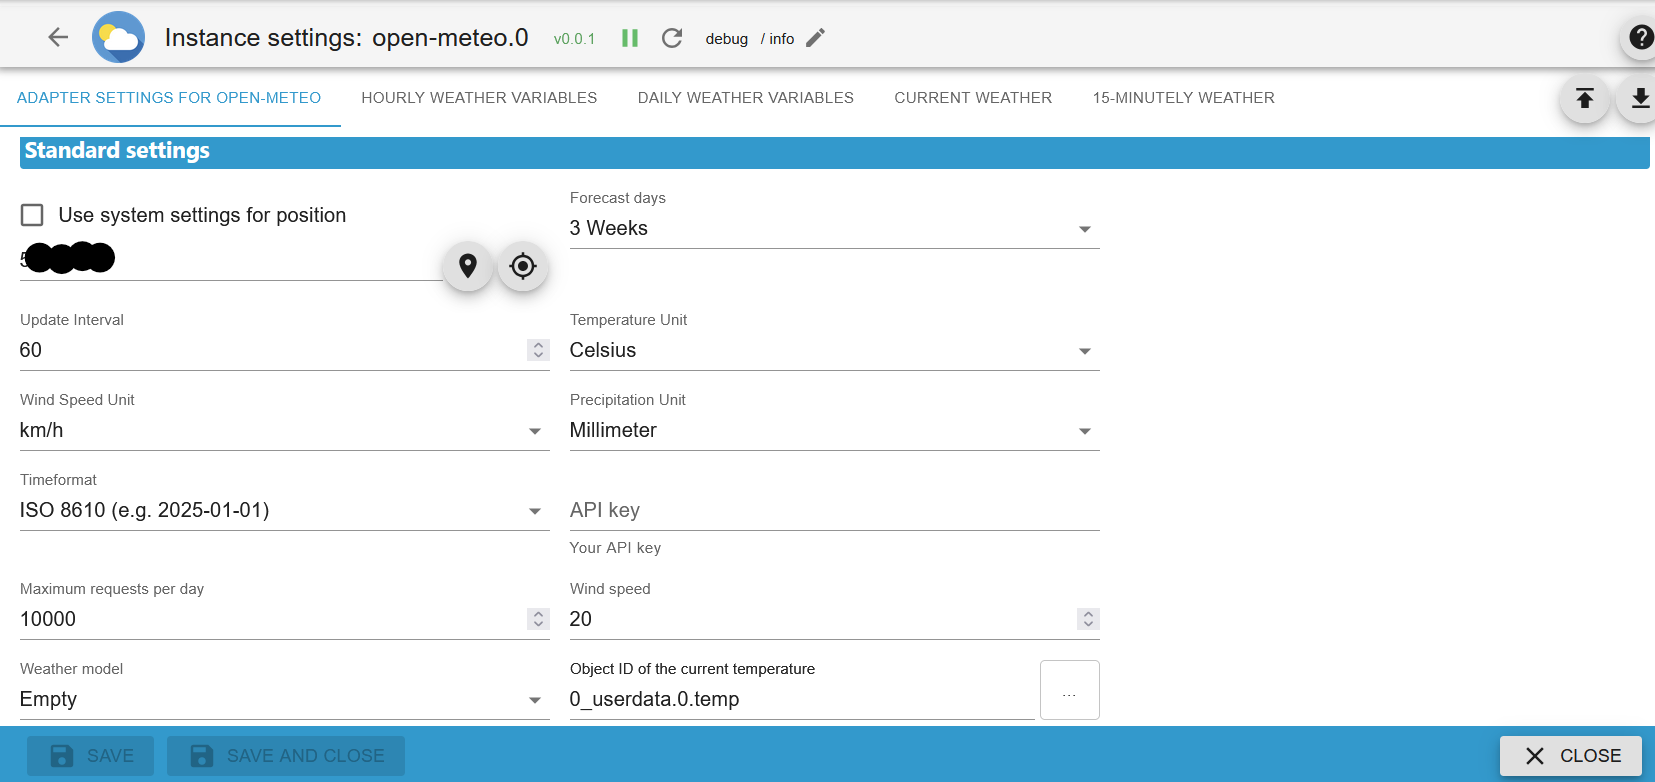 Instance settings: open-meteo.0 v0.0.1 debug / info
ADAPTER SETTINGS FOR OPEN-METEO HOURLY WEATHER VARIABLES DAILY WEATHER VARIABLES CURRENT WEATHER 15-MINUTELY WEATHER
Standard settings
Use system settings for position
Forecast days
3 Weeks
Update Interval
60
Temperature Unit
Celsius
Wind Speed Unit
km/h
Precipitation Unit
Millimeter
Timeformat
ISO 8610 (e.g. 2025-01-01)
API key
Your API key
Maximum requests per day
10000
Wind speed
20
Weather model
Empty
Object ID of the current temperature
0_userdata.0.temp
...
SAVE SAVE AND CLOSE CLOSE